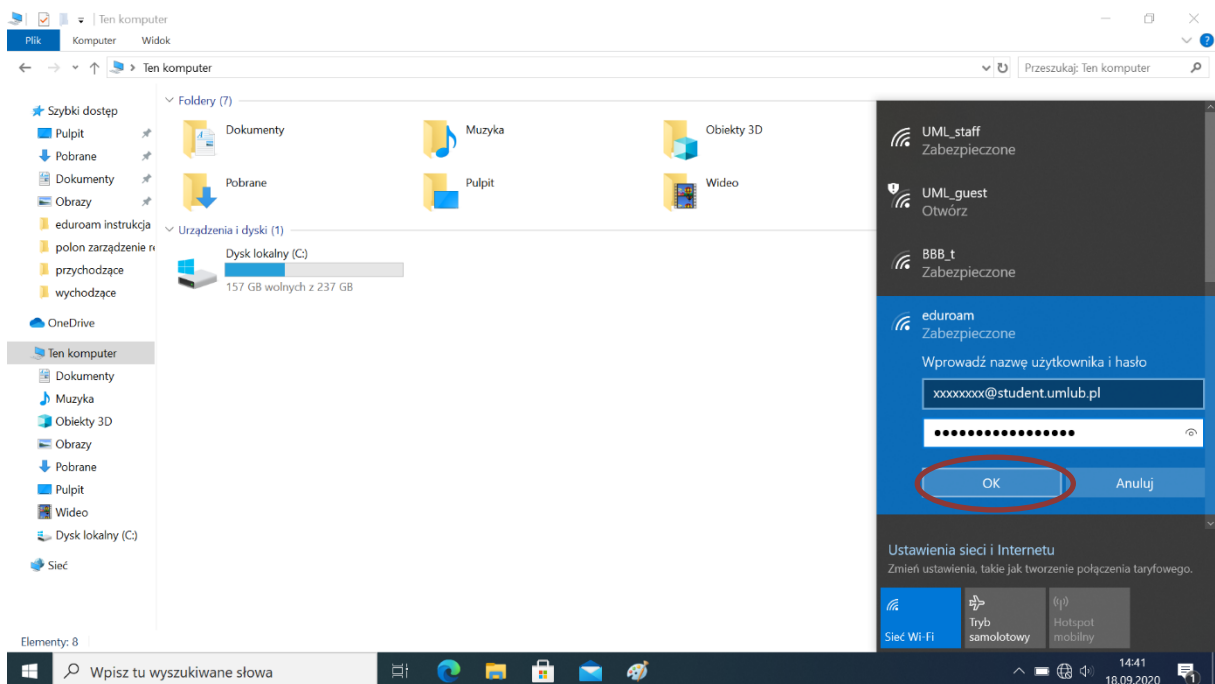 Ten komputer
Plik Komputer Widok
Ten komputer
Przeszukaj: Ten komputer
Szybki dostęp
Pulpit
Pobrane
Dokumenty
Obrazy
eduroam instrukcja
polon zarządzenie re
przychodzące
wychodzące
OneDrive
Ten komputer
Dokumenty
Muzyka
Obiekty 3D
Obrazy
Pobrane
Pulpit
Wideo
Dysk lokalny (C:)
Sieć
Elementy: 8
Foldery (7)
Dokumenty Muzyka Obiekty 3D
Pobrane Pulpit Wideo
Urządzenia i dyski (1)
Dysk lokalny (C:)
157 GB wolnych z 237 GB
UML_staff
Zabezpieczone
UML_guest
Otwórz
BBB_t
Zabezpieczone
eduroam
Zabezpieczone
Wprowadź nazwę użytkownika i hasło
xxxxxxxx@student.umlub.pl
●●●●●●●●●●●●●●●●●
OK Anuluj
Ustawienia sieci i Internetu
Zmień ustawienia, takie jak tworzenie połączenia taryfowego.
Sieć Wi-Fi
Tryb
samolotowy
Hotspot
mobilny
Wpisz tu wyszukiwane słowa
14:41
18.09.2020
1